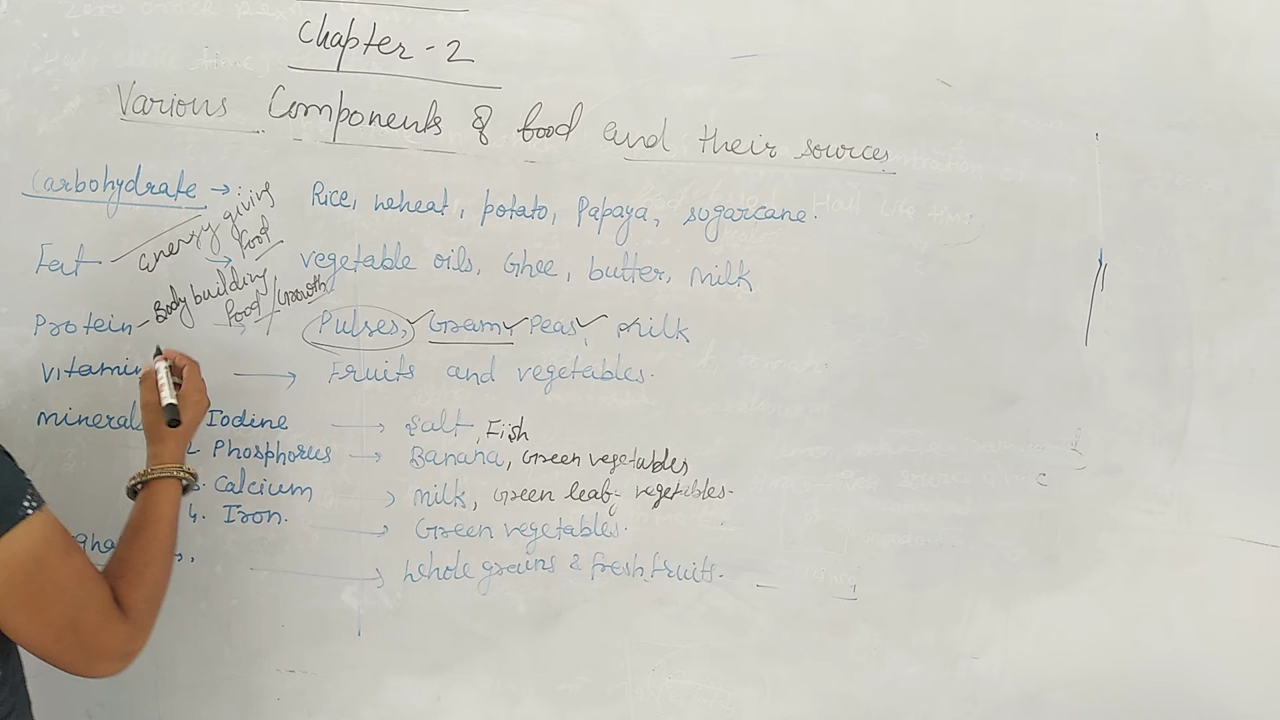 Chapter - 2
Various Components of food and their sources
Carbohydrate → Rice, wheat, potato, Papaya, sugarcane.
energy giving food
Fat → vegetable oils, Ghee, butter, Milk
Body building food / Growth
Protein → Pulses, Gram, Peas, Milk
Vitamin → Fruits and vegetables.
mineral Iodine → Salt, Fish
Phosphorus → Banana, Green vegetables
Calcium → Milk, Green leafy vegetables.
4. Iron. → Green vegetables.
→ Whole grains & fresh fruits.